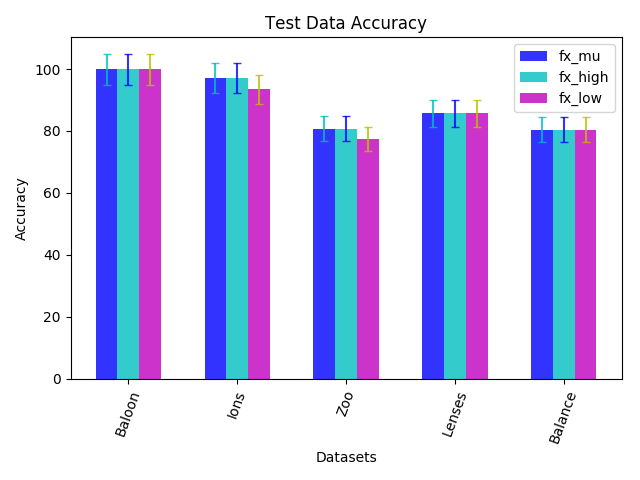 Test Data Accuracy
fx_mu
fx_high
fx_low
Accuracy
100
80
60
40
20
0
Baloon
Ions
Zoo
Lenses
Balance
Datasets